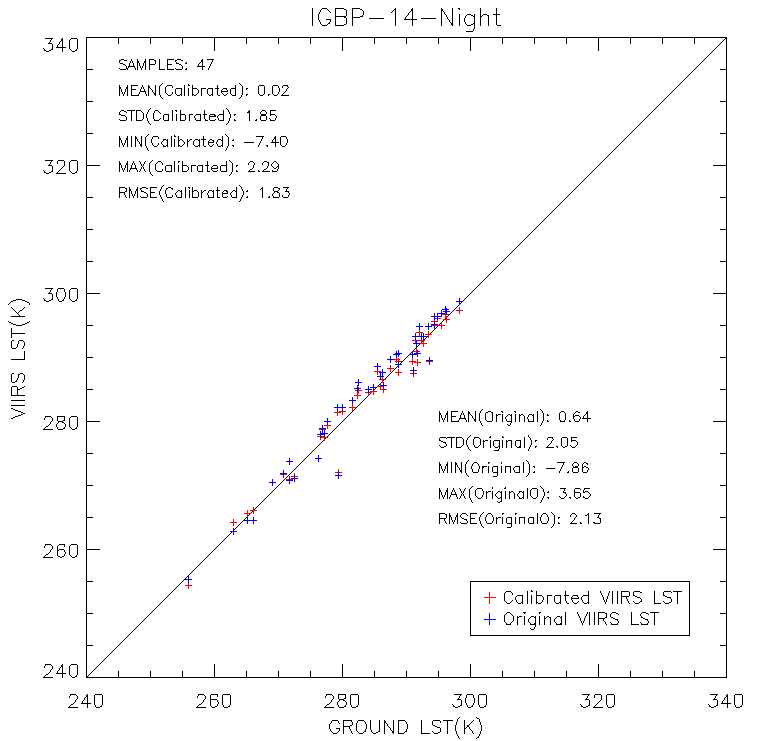 IGBP-14-Night
SAMPLES: 47
MEAN(Calibrated): 0.02
STD(Calibrated): 1.85
MIN(Calibrated): -7.40
MAX(Calibrated): 2.29
RMSE(Calibrated): 1.83
MEAN(Original): 0.64
STD(Original): 2.05
MIN(Original): -7.86
MAX(OriginalO): 3.65
RMSE(OriginalO): 2.13
+ Calibrated VIIRS LST
+ Original VIIRS LST
VIIRS LST(K)
340
320
300
280
260
240
240 260 280 300 320 340
GROUND LST(K)